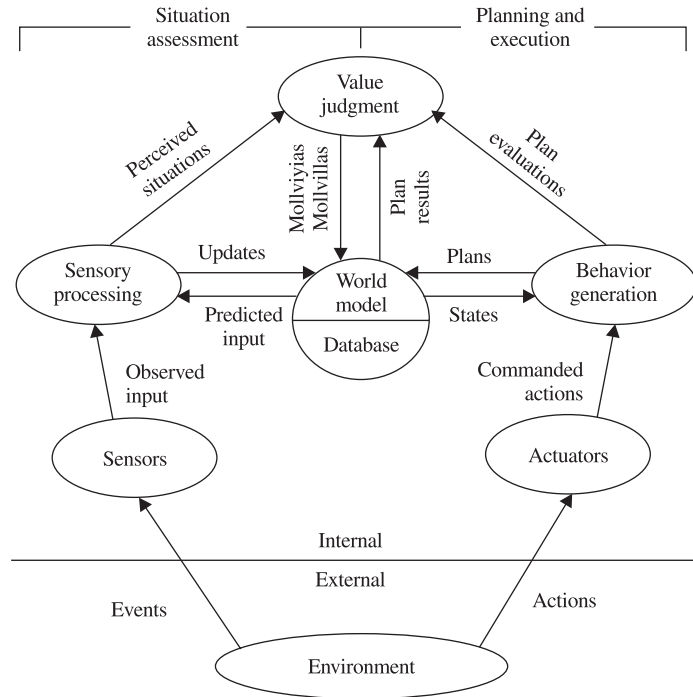 Situation
assessment
Planning and
execution
Value
judgment
Perceived
situations
Mollviyias
Mollvillas
Plan
results
Plan
evaluations
Updates
Plans
Sensory
processing
World
model
Behavior
generation
Predicted
input
States
Database
Observed
input
Commanded
actions
Sensors
Actuators
Internal
External
Events
Actions
Environment